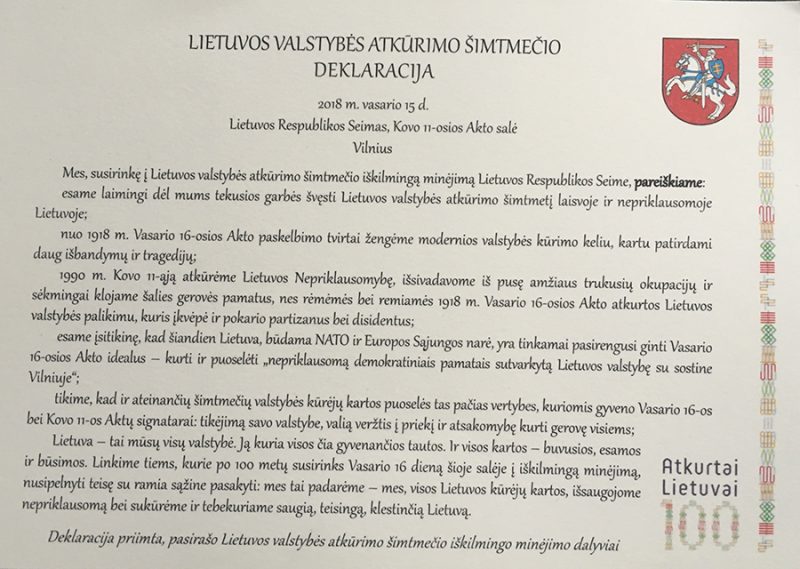 LIETUVOS VALSTYBĖS ATKŪRIMO ŠIMTMEČIO
DEKLARACIJA
2018 m. vasario 15 d.
Lietuvos Respublikos Seimas, Kovo 11-osios Akto salė
Vilnius
Mes, susirinkę į Lietuvos valstybės atkūrimo šimtmečio iškilmingą minėjimą Lietuvos Respublikos Seime, pareiškiame:
esame laimingi dėl mums tekusios garbės švęsti Lietuvos valstybės atkūrimo šimtmetį laisvoje ir nepriklausomoje
Lietuvoje;
nuo 1918 m. Vasario 16-osios Akto paskelbimo tvirtai žengėme modernios valstybės kūrimo keliu, kartu patirdami
daug išbandymų ir tragedijų;
1990 m. Kovo 11-ąją atkūrėme Lietuvos Nepriklausomybę, išsivadavome iš pusę amžiaus trukusių okupacijų ir
sėkmingai klojame šalies gerovės pamatus, nes rėmėmės bei remiamės 1918 m. Vasario 16-osios Akto atkurtos Lietuvos
valstybės palikimu, kuris įkvėpė ir pokario partizanus bei disidentus;
esame įsitikinę, kad šiandien Lietuva, būdama NATO ir Europos Sąjungos narė, yra tinkamai pasirengusi ginti Vasario
16-osios Akto idealus – kurti ir puoselėti „nepriklausomą demokratiniais pamatais sutvarkytą Lietuvos valstybę su sostine
Vilniuje“;
tikime, kad ir ateinančių šimtmečių valstybės kūrėjų kartos puoselės tas pačias vertybes, kuriomis gyveno Vasario 16-os
bei Kovo 11-os Aktų signatarai: tikėjimą savo valstybe, valią veržtis į priekį ir atsakomybę kurti gerovę visiems;
Lietuva – tai mūsų visų valstybė. Ją kuria visos čia gyvenančios tautos. Ir visos kartos – buvusios, esamos
ir būsimos. Linkime tiems, kurie po 100 metų susirinks Vasario 16 dieną šioje salėje į iškilmingą minėjimą,
nusipelnyti teisę su ramia sąžine pasakyti: mes tai padarėme – mes, visos Lietuvos kūrėjų kartos, išsaugojome
nepriklausomą bei sukūrėme ir tebekuriame saugią, teisingą, klestinčią Lietuvą.
Deklaracija priimta, pasirašo Lietuvos valstybės atkūrimo šimtmečio iškilmingo minėjimo dalyviai
Atkurtai
Lietuvai
100